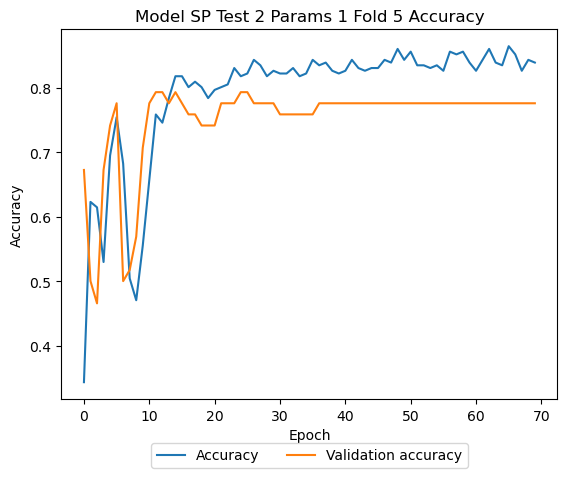 Model SP Test 2 Params 1 Fold 5 Accuracy
Accuracy
0.8
0.7
0.6
0.5
0.4
0 10 20 30 40 50 60 70
Epoch
Accuracy Validation accuracy